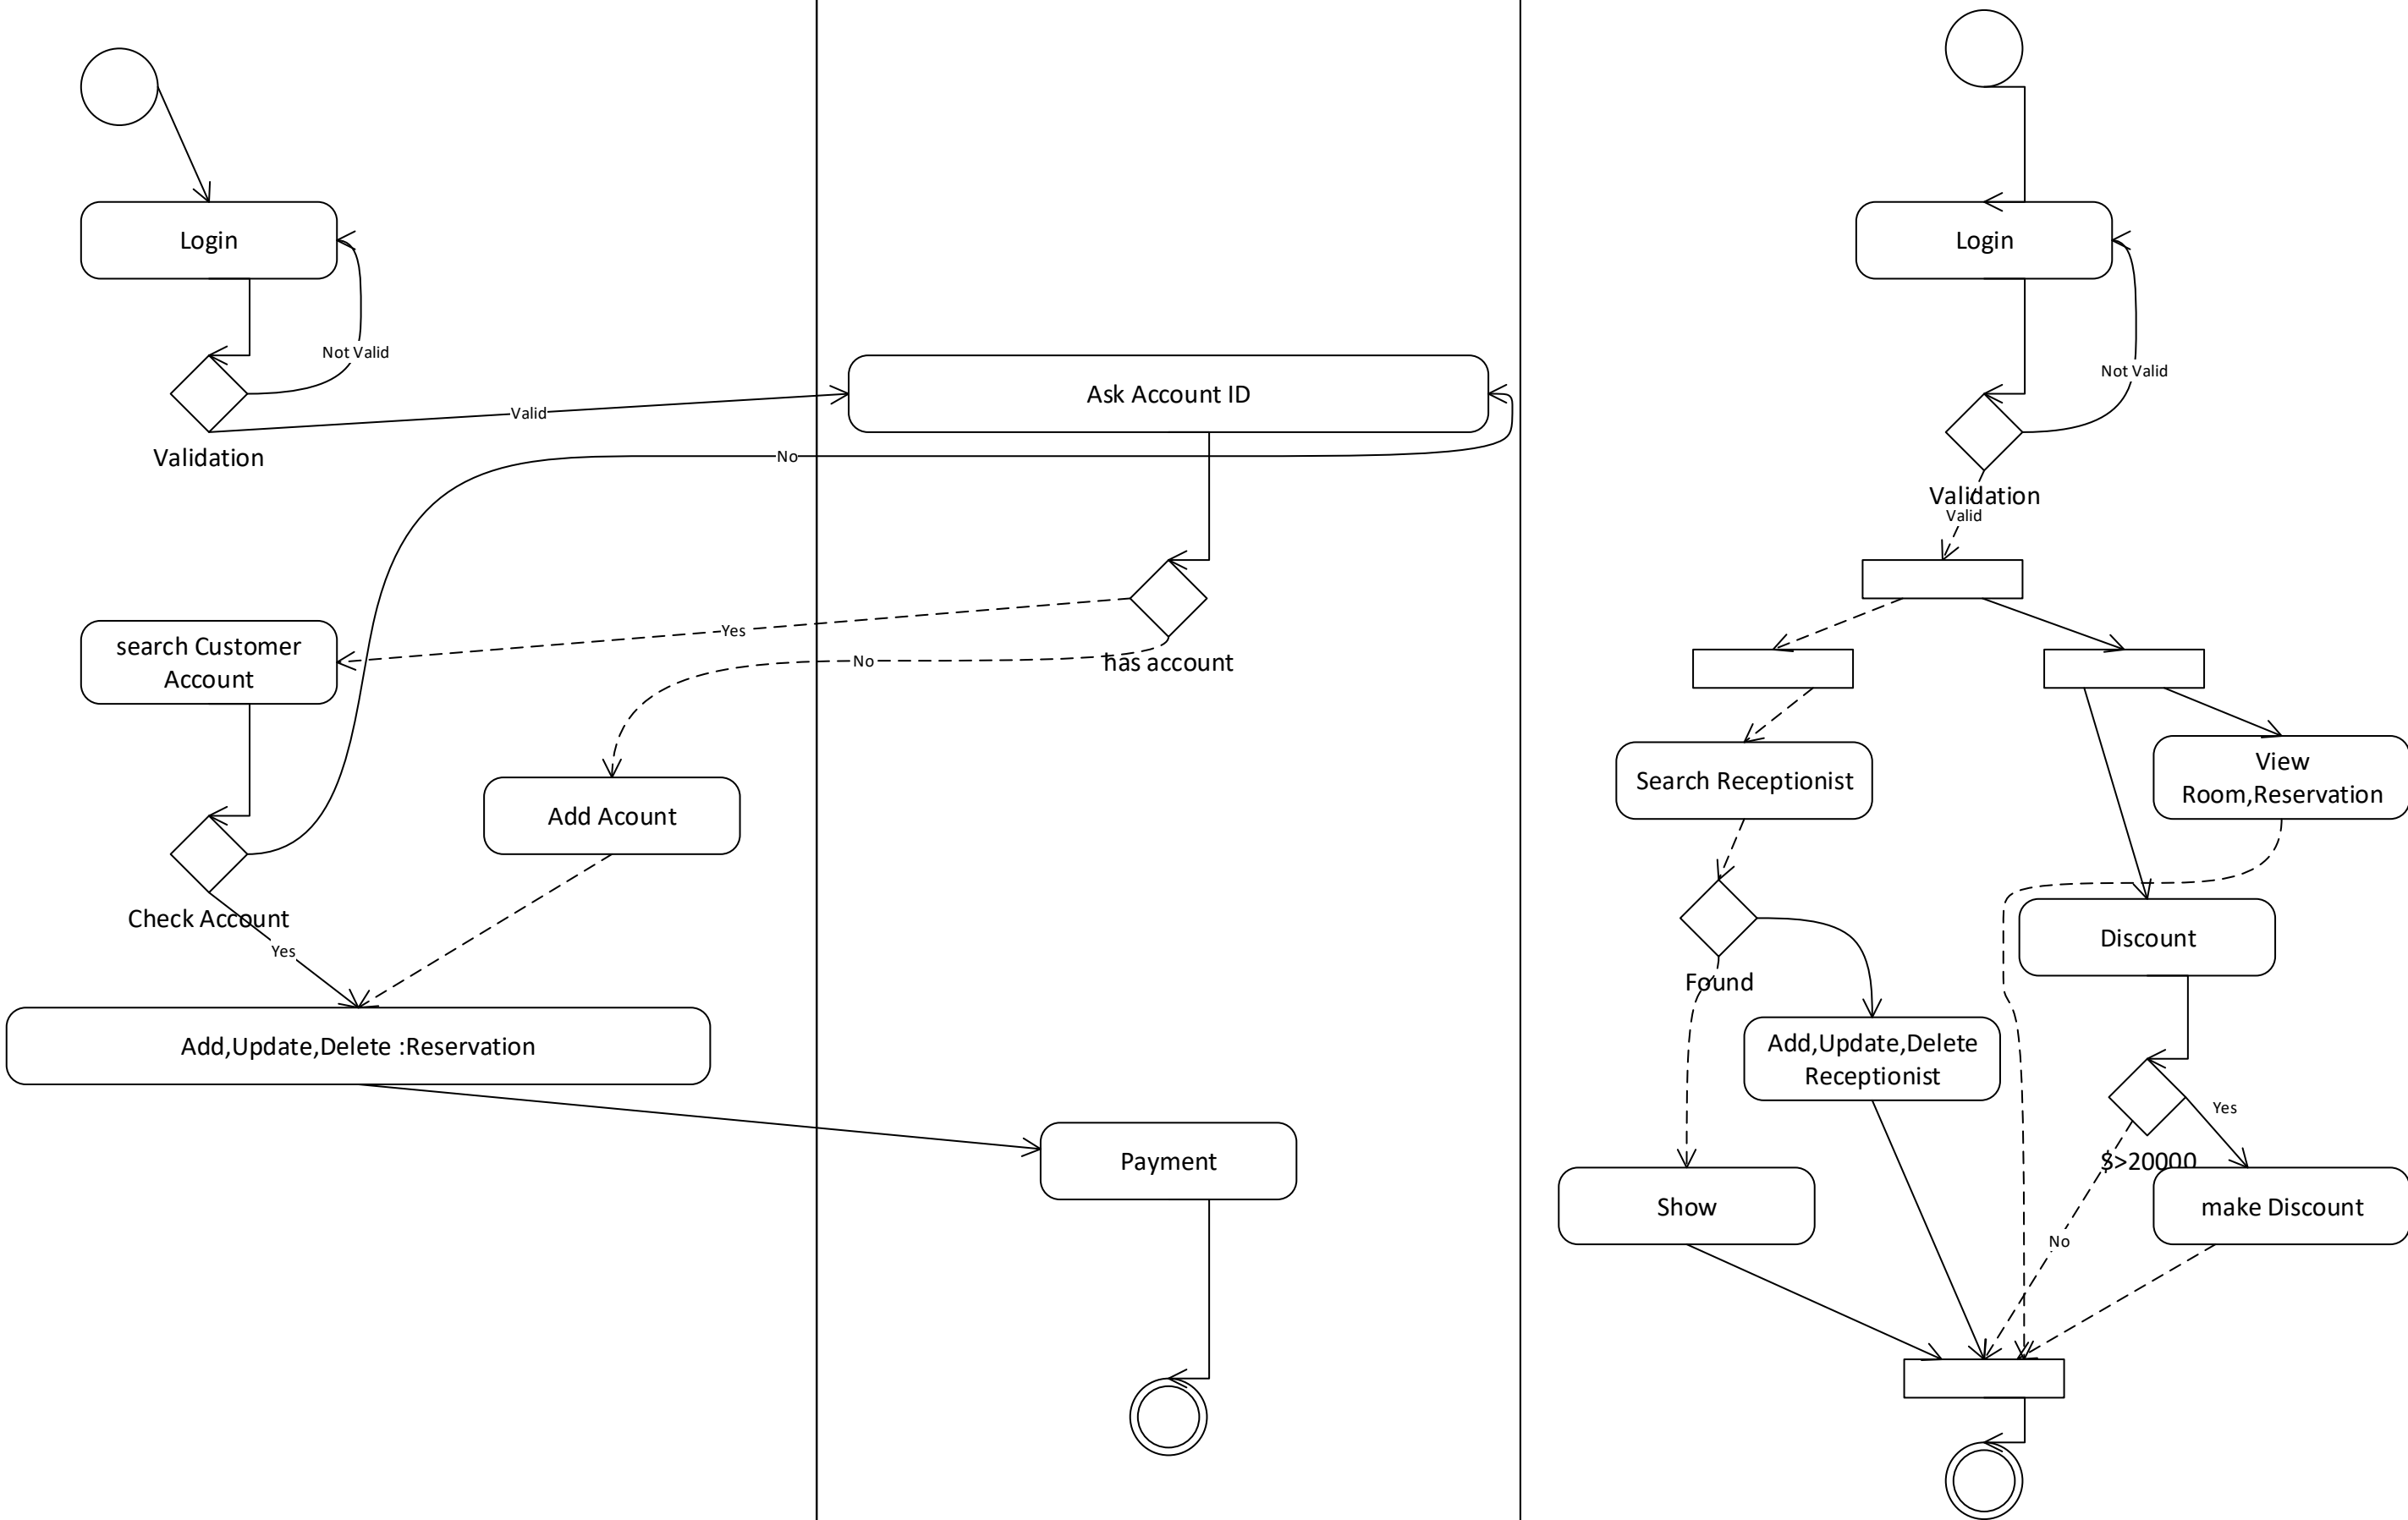 Login
Not Valid
Valid
Validation
No
search Customer
Account
Add Acount
Check Account
Yes
Add,Update,Delete :Reservation
Ask Account ID
Yes
No
has account
Payment
Login
Not Valid
Validation
Valid
Search Receptionist
View
Room,Reservation
Discount
Found
Add,Update,Delete
Receptionist
Yes
$>20000
Show
make Discount
No